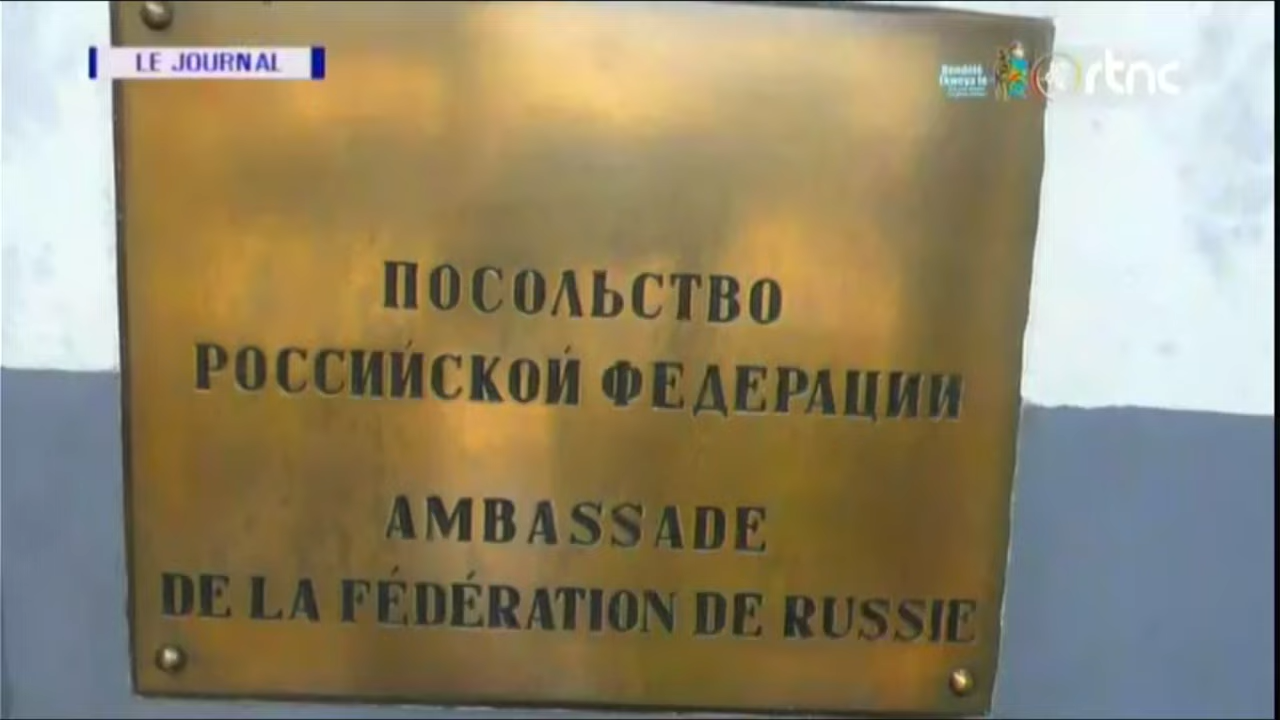 LE JOURNAL
rtnc
ПОСОЛЬСТВО
РОССИЙСКОЙ ФЕДЕРАЦИИ
AMBASSADE
DE LA FÉDÉRATION DE RUSSIE